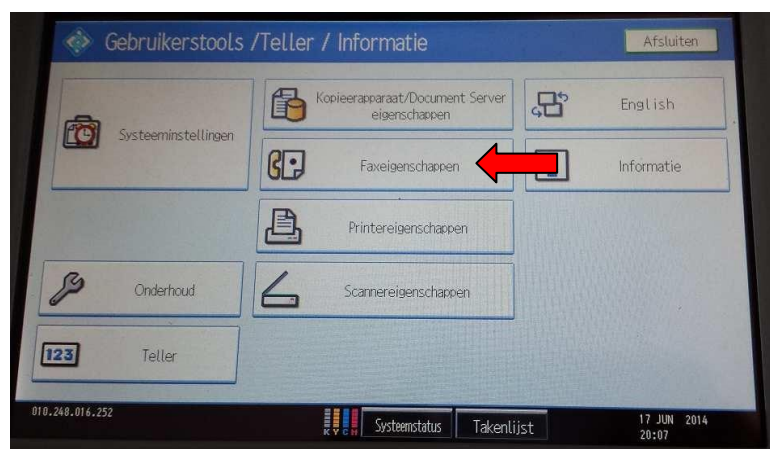 Gebruikerstools /Teller / Informatie
Afsluiten
Systeeminstellingen
Kopieerapparaat/Document Server
eigenschappen
English
Faxeigenschappen
Informatie
Printereigenschappen
Onderhoud
Scannereigenschappen
123
Teller
010.248.016.252
K Y C M
Systeemstatus
Takenlijst
17 JUN 2014
20:07